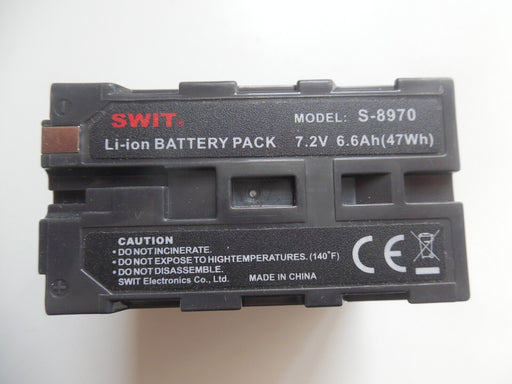 SWIT® MODEL: S-8970
Li-ion BATTERY PACK 7.2V 6.6Ah(47Wh)
CAUTION
• DO NOT INCINERATE.
• DO NOT EXPOSE TO HIGHTEMPERATURES. (140°F)
• DO NOT DISASSEMBLE.
SWIT Electronics Co., Ltd. MADE IN CHINA
CE